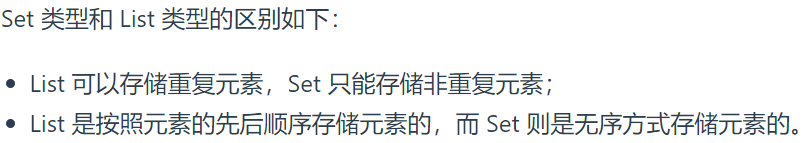 Set 类型和 List 类型的区别如下：
• List 可以存储重复元素，Set 只能存储非重复元素；
• List 是按照元素的先后顺序存储元素的，而 Set 则是无序方式存储元素的。